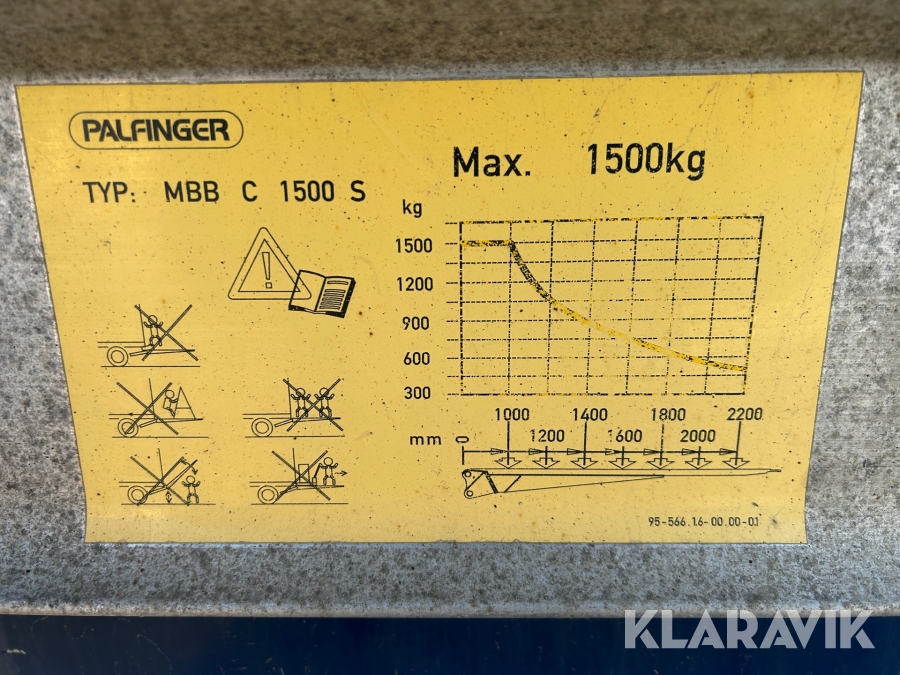 PALFINGER
TYP: MBB C 1500 S
Max. 1500kg
kg
1500
1200
900
600
300
1000 1400 1800 2200
mm 0 1200 1600 2000
95-566.16-00.00-01
KLARAVIK